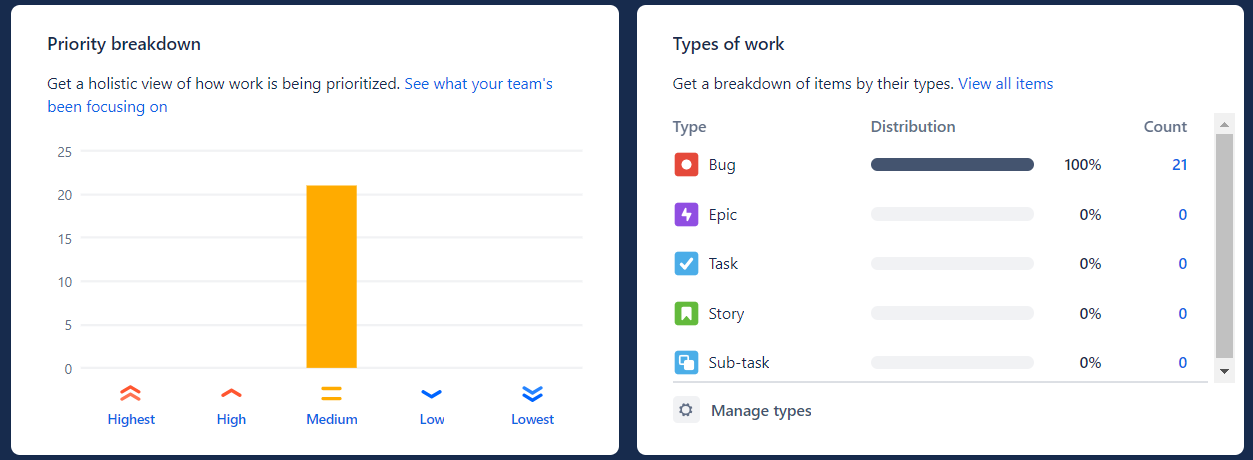 Priority breakdown
Get a holistic view of how work is being prioritized. See what your team's
been focusing on
25
20
15
10
5
0
Highest
High
Medium
Low
Lowest
Types of work
Get a breakdown of items by their types. View all items
Type Distribution Count
Bug 100% 21
Epic 0% 0
Task 0% 0
Story 0% 0
Sub-task 0% 0
Manage types